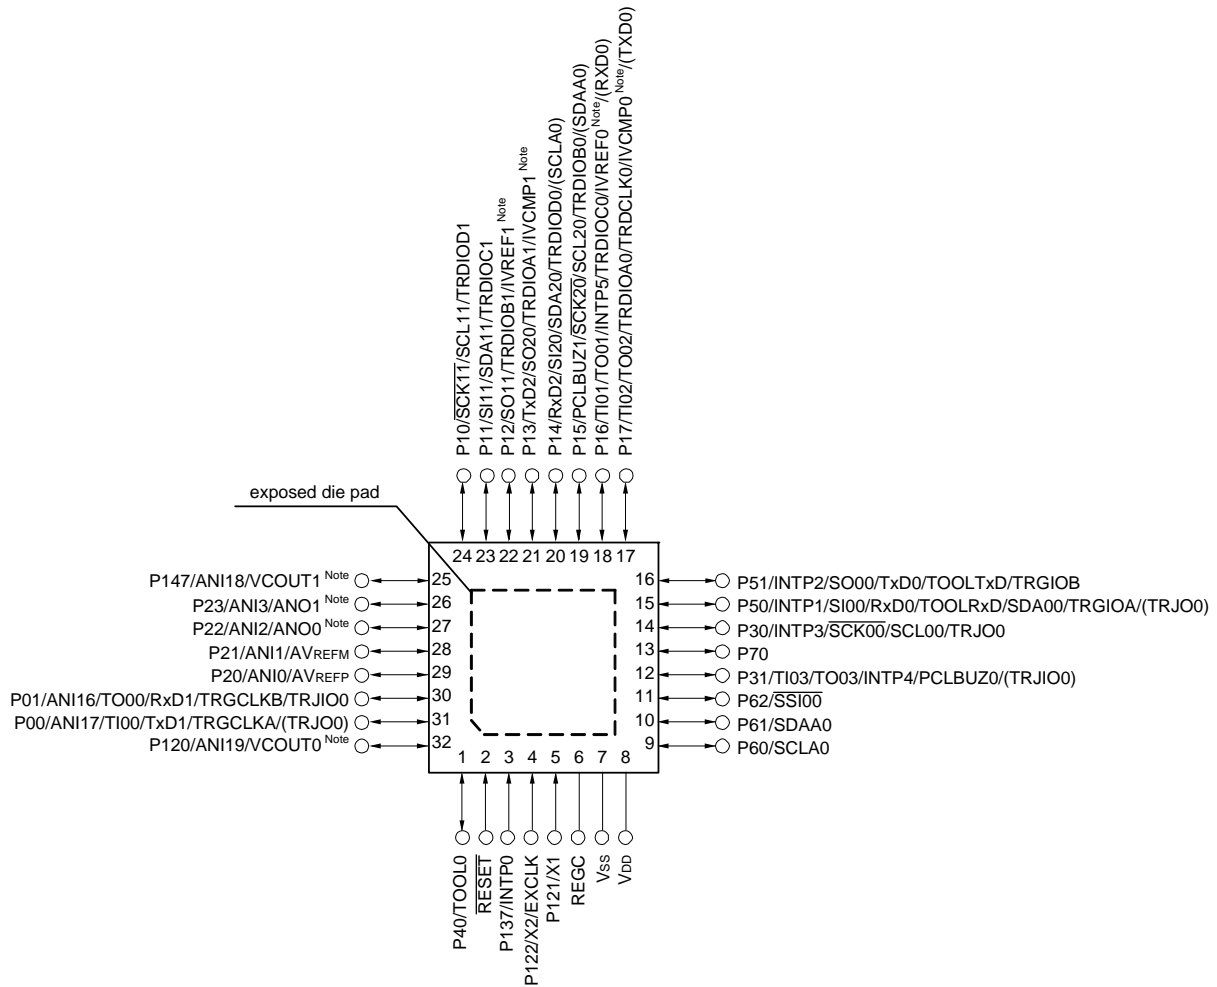 P10/SCK11/SCL11/TRDIOD1
P11/SI11/SDA11/TRDIOC1
P12/SO11/TRDIOB1/IVREF1 Note
P13/TxD2/SO20/TRDIOA1/IVCMP1 Note
P14/RxD2/SI20/SDA20/TRDIOD0/(SCLA0)
P15/PCLBUZ1/SCK20/SCL20/TRDIOB0/(SDAA0)
P16/TI01/TO01/INTP5/TRDIOC0/IVREF0 Note/(RXD0)
P17/TI02/TO02/TRDIOA0/TRDCLK0/IVCMP0 Note/(TXD0)
exposed die pad
24 23 22 21 20 19 18 17
P147/ANI18/VCOUT1 Note 25
P23/ANI3/ANO1 Note 26
P22/ANI2/ANO0 Note 27
P21/ANI1/AVREFM 28
P20/ANI0/AVREFP 29
P01/ANI16/TO00/RxD1/TRGCLKB/TRJIO0 30
P00/ANI17/TI00/TxD1/TRGCLKA/(TRJO0) 31
P120/ANI19/VCOUT0 Note 32
16 P51/INTP2/SO00/TxD0/TOOLTxD/TRGIOB
15 P50/INTP1/SI00/RxD0/TOOLRxD/SDA00/TRGIOA/(TRJO0)
14 P30/INTP3/SCK00/SCL00/TRJO0
13 P70
12 P31/TI03/TO03/INTP4/PCLBUZ0/(TRJIO0)
11 P62/SSI00
10 P61/SDAA0
9 P60/SCLA0
1 2 3 4 5 6 7 8
P40/TOOL0
RESET
P137/INTP0
P122/X2/EXCLK
P121/X1
REGC
VSS
VDD